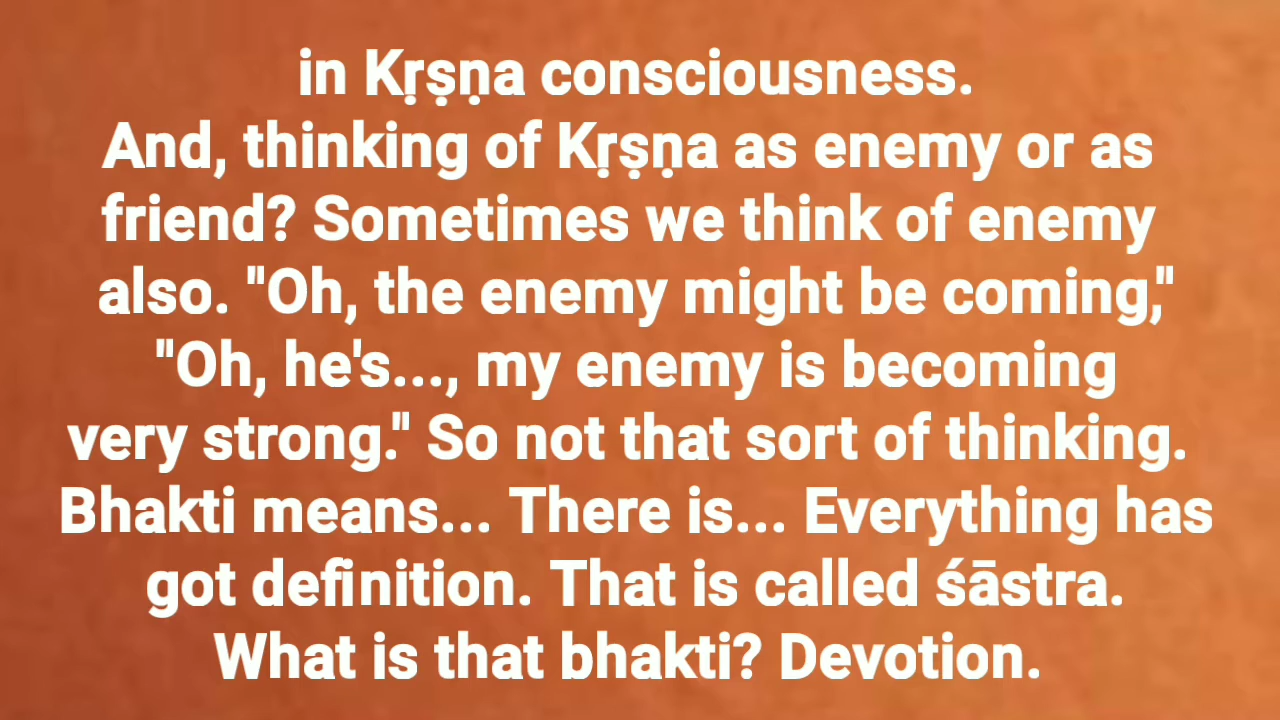 in Kṛṣṇa consciousness.
And, thinking of Kṛṣṇa as enemy or as
friend? Sometimes we think of enemy
also. "Oh, the enemy might be coming,"
"Oh, he's..., my enemy is becoming
very strong." So not that sort of thinking.
Bhakti means... There is... Everything has
got definition. That is called śāstra.
What is that bhakti? Devotion.